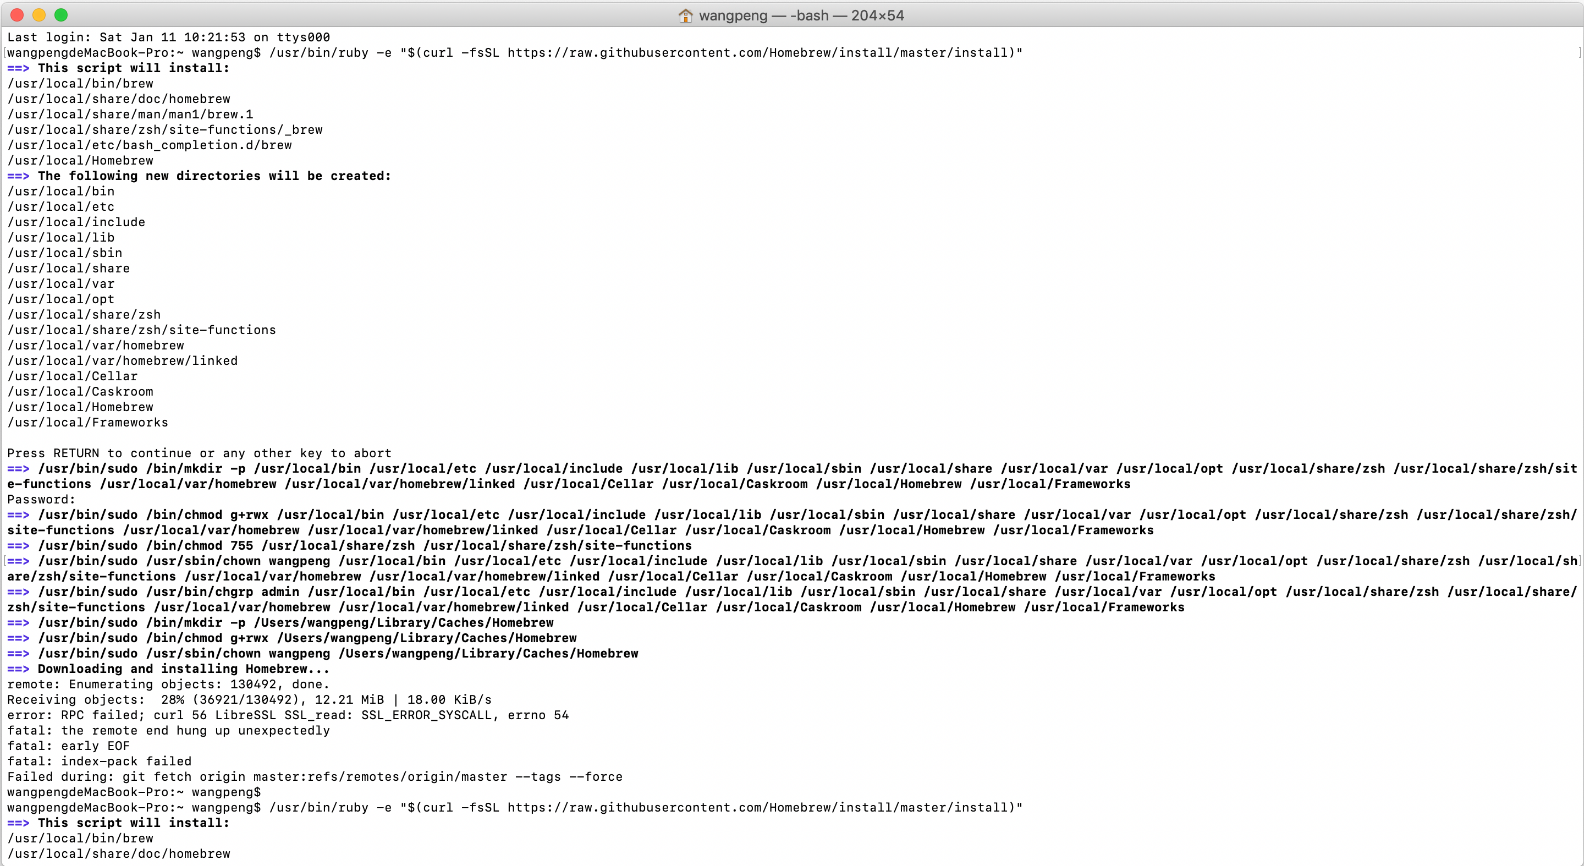 wangpeng — -bash — 204×54
Last login: Sat Jan 11 10:21:53 on ttys000
wangpengdeMacBook-Pro:~ wangpeng$ /usr/bin/ruby -e "$(curl -fsSL https://raw.githubusercontent.com/Homebrew/install/master/install)"
==> This script will install:
/usr/local/bin/brew
/usr/local/share/doc/homebrew
/usr/local/share/man/man1/brew.1
/usr/local/share/zsh/site-functions/_brew
/usr/local/etc/bash_completion.d/brew
/usr/local/Homebrew
==> The following new directories will be created:
/usr/local/bin
/usr/local/etc
/usr/local/include
/usr/local/lib
/usr/local/sbin
/usr/local/share
/usr/local/var
/usr/local/opt
/usr/local/share/zsh
/usr/local/share/zsh/site-functions
/usr/local/var/homebrew
/usr/local/var/homebrew/linked
/usr/local/Cellar
/usr/local/Caskroom
/usr/local/Homebrew
/usr/local/Frameworks
Press RETURN to continue or any other key to abort
==> /usr/bin/sudo /bin/mkdir -p /usr/local/bin /usr/local/etc /usr/local/include /usr/local/lib /usr/local/sbin /usr/local/share /usr/local/var /usr/local/opt /usr/local/share/zsh /usr/local/share/zsh/sit
e-functions /usr/local/var/homebrew /usr/local/var/homebrew/linked /usr/local/Cellar /usr/local/Caskroom /usr/local/Homebrew /usr/local/Frameworks
Password:
==> /usr/bin/sudo /bin/chmod g+rwx /usr/local/bin /usr/local/etc /usr/local/include /usr/local/lib /usr/local/sbin /usr/local/share /usr/local/var /usr/local/opt /usr/local/share/zsh /usr/local/share/zsh/
site-functions /usr/local/var/homebrew /usr/local/var/homebrew/linked /usr/local/Cellar /usr/local/Caskroom /usr/local/Homebrew /usr/local/Frameworks
==> /usr/bin/sudo /bin/chmod 755 /usr/local/share/zsh /usr/local/share/zsh/site-functions
==> /usr/bin/sudo /usr/sbin/chown wangpeng /usr/local/bin /usr/local/etc /usr/local/include /usr/local/lib /usr/local/sbin /usr/local/share /usr/local/var /usr/local/opt /usr/local/share/zsh /usr/local/sh
are/zsh/site-functions /usr/local/var/homebrew /usr/local/var/homebrew/linked /usr/local/Cellar /usr/local/Caskroom /usr/local/Homebrew /usr/local/Frameworks
==> /usr/bin/sudo /usr/bin/chgrp admin /usr/local/bin /usr/local/etc /usr/local/include /usr/local/lib /usr/local/sbin /usr/local/share /usr/local/var /usr/local/opt /usr/local/share/zsh /usr/local/share/
zsh/site-functions /usr/local/var/homebrew /usr/local/var/homebrew/linked /usr/local/Cellar /usr/local/Caskroom /usr/local/Homebrew /usr/local/Frameworks
==> /usr/bin/sudo /bin/mkdir -p /Users/wangpeng/Library/Caches/Homebrew
==> /usr/bin/sudo /bin/chmod g+rwx /Users/wangpeng/Library/Caches/Homebrew
==> /usr/bin/sudo /usr/sbin/chown wangpeng /Users/wangpeng/Library/Caches/Homebrew
==> Downloading and installing Homebrew...
remote: Enumerating objects: 130492, done.
Receiving objects:  28% (36921/130492), 12.21 MiB | 18.00 KiB/s
error: RPC failed; curl 56 LibreSSL SSL_read: SSL_ERROR_SYSCALL, errno 54
fatal: the remote end hung up unexpectedly
fatal: early EOF
fatal: index-pack failed
Failed during: git fetch origin master:refs/remotes/origin/master --tags --force
wangpengdeMacBook-Pro:~ wangpeng$
wangpengdeMacBook-Pro:~ wangpeng$ /usr/bin/ruby -e "$(curl -fsSL https://raw.githubusercontent.com/Homebrew/install/master/install)"
==> This script will install:
/usr/local/bin/brew
/usr/local/share/doc/homebrew